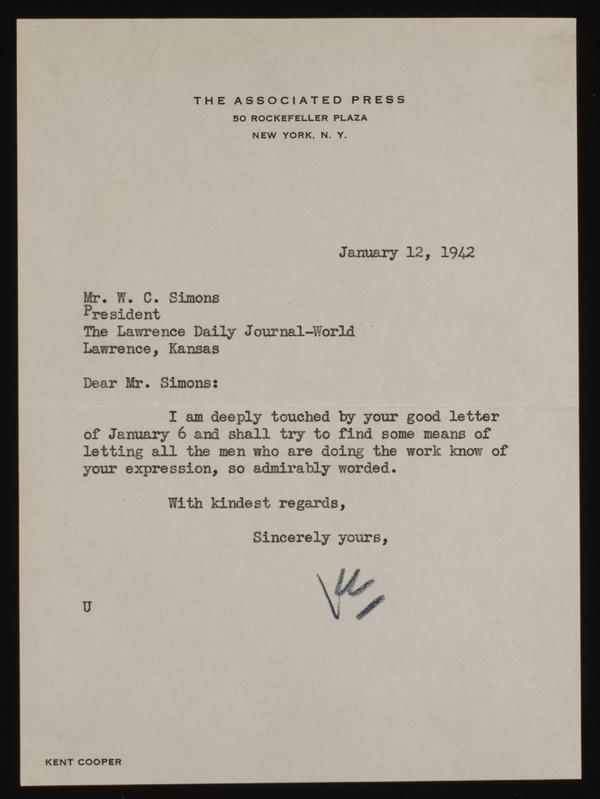 THE ASSOCIATED PRESS
50 ROCKEFELLER PLAZA
NEW YORK, N. Y.
January 12, 1942
Mr. W. C. Simons
President
The Lawrence Daily Journal-World
Lawrence, Kansas
Dear Mr. Simons:
I am deeply touched by your good letter
of January 6 and shall try to find some means of
letting all the men who are doing the work know of
your expression, so admirably worded.
With kindest regards,
Sincerely yours,
U
KENT COOPER